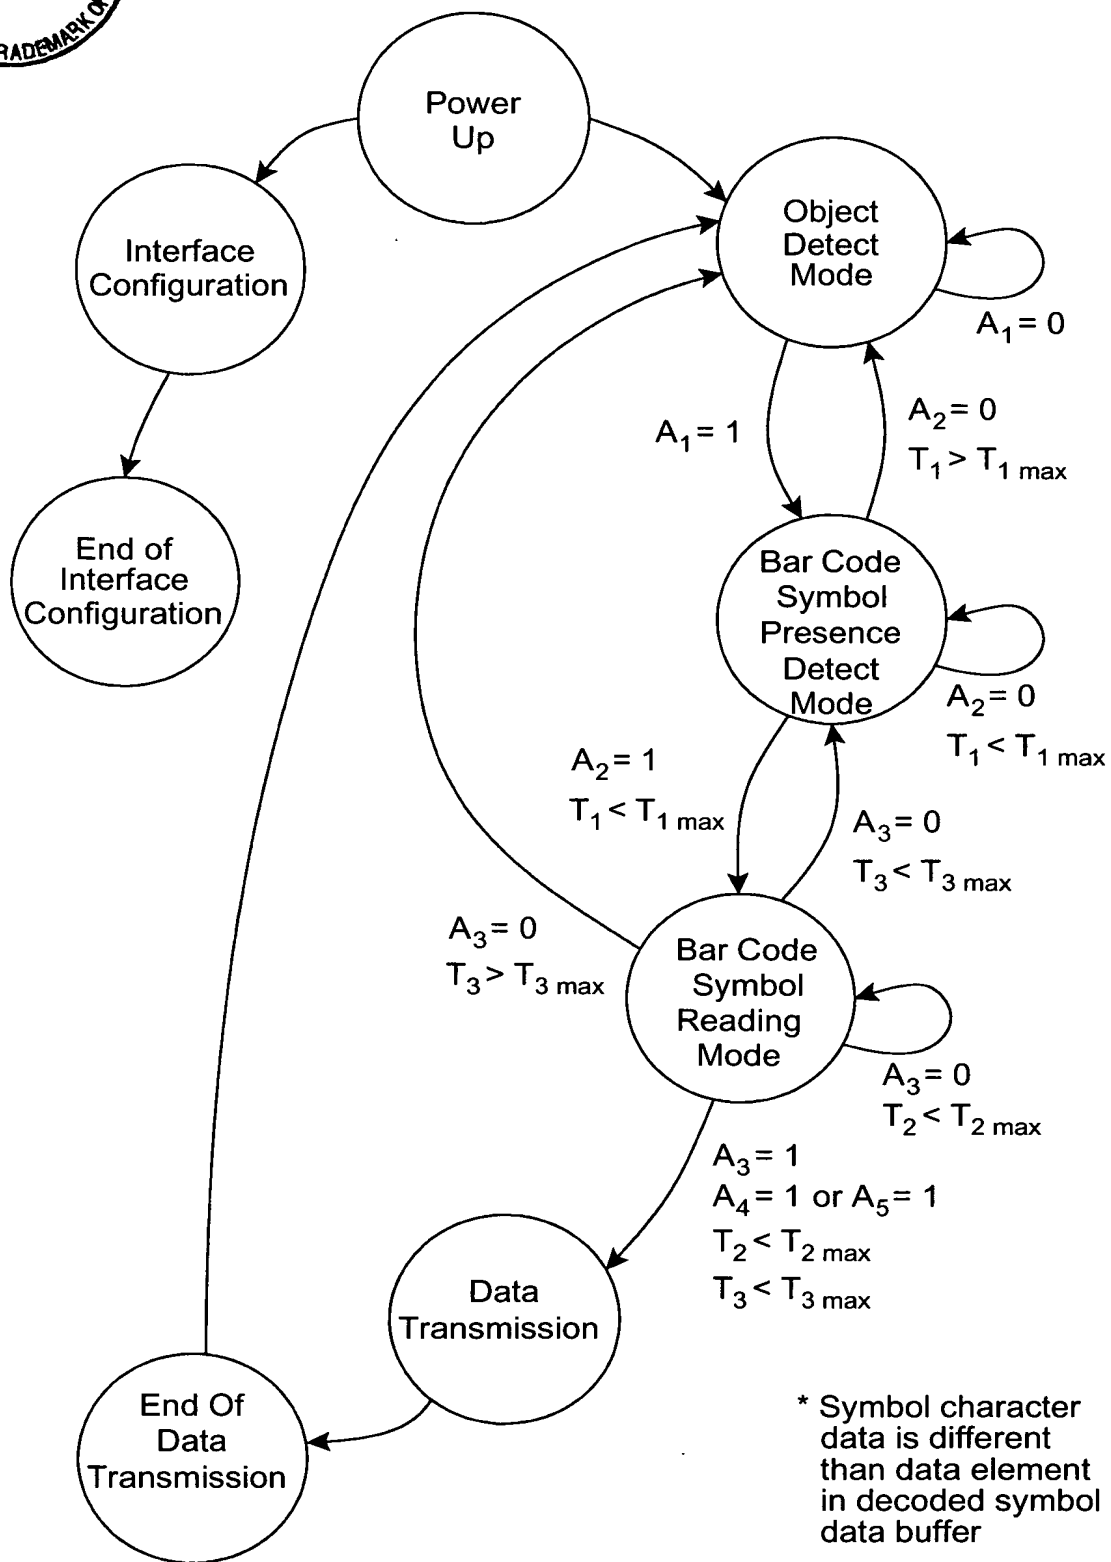 RADEMARK
Power
Up
Interface
Configuration
End of
Interface
Configuration
Object
Detect
Mode
A₁ = 0
A₁ = 1
A₂ = 0
T₁ > T₁ max
Bar Code
Symbol
Presence
Detect
Mode
A₂ = 0
T₁ < T₁ max
A₂ = 1
T₁ < T₁ max
A₃ = 0
T₃ < T₃ max
A₃ = 0
T₃ > T₃ max
Bar Code
Symbol
Reading
Mode
A₃ = 0
T₂ < T₂ max
A₃ = 1
A₄ = 1 or A₅ = 1
T₂ < T₂ max
T₃ < T₃ max
Data
Transmission
End Of
Data
Transmission
* Symbol character
data is different
than data element
in decoded symbol
data buffer